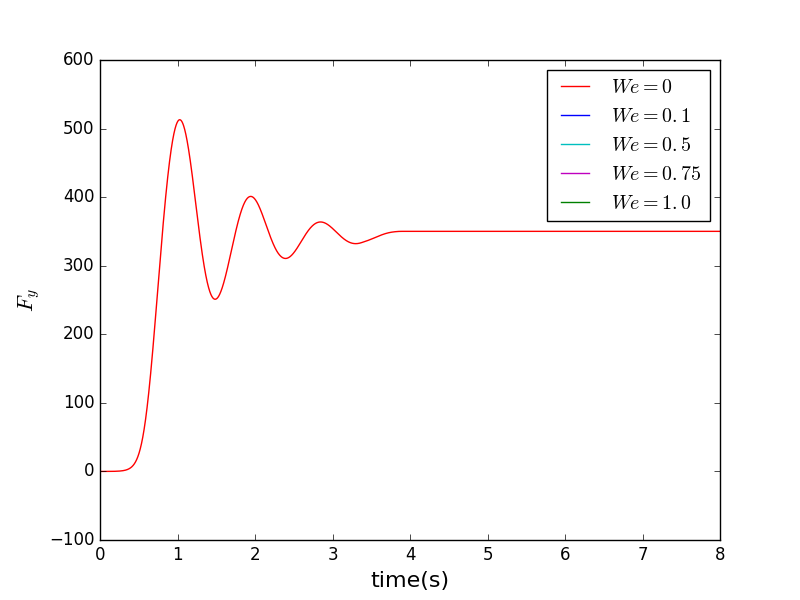 600
500
400
300
200
100
0
−100
0 1 2 3 4 5 6 7 8
time(s)
F_y
We = 0
We = 0.1
We = 0.5
We = 0.75
We = 1.0